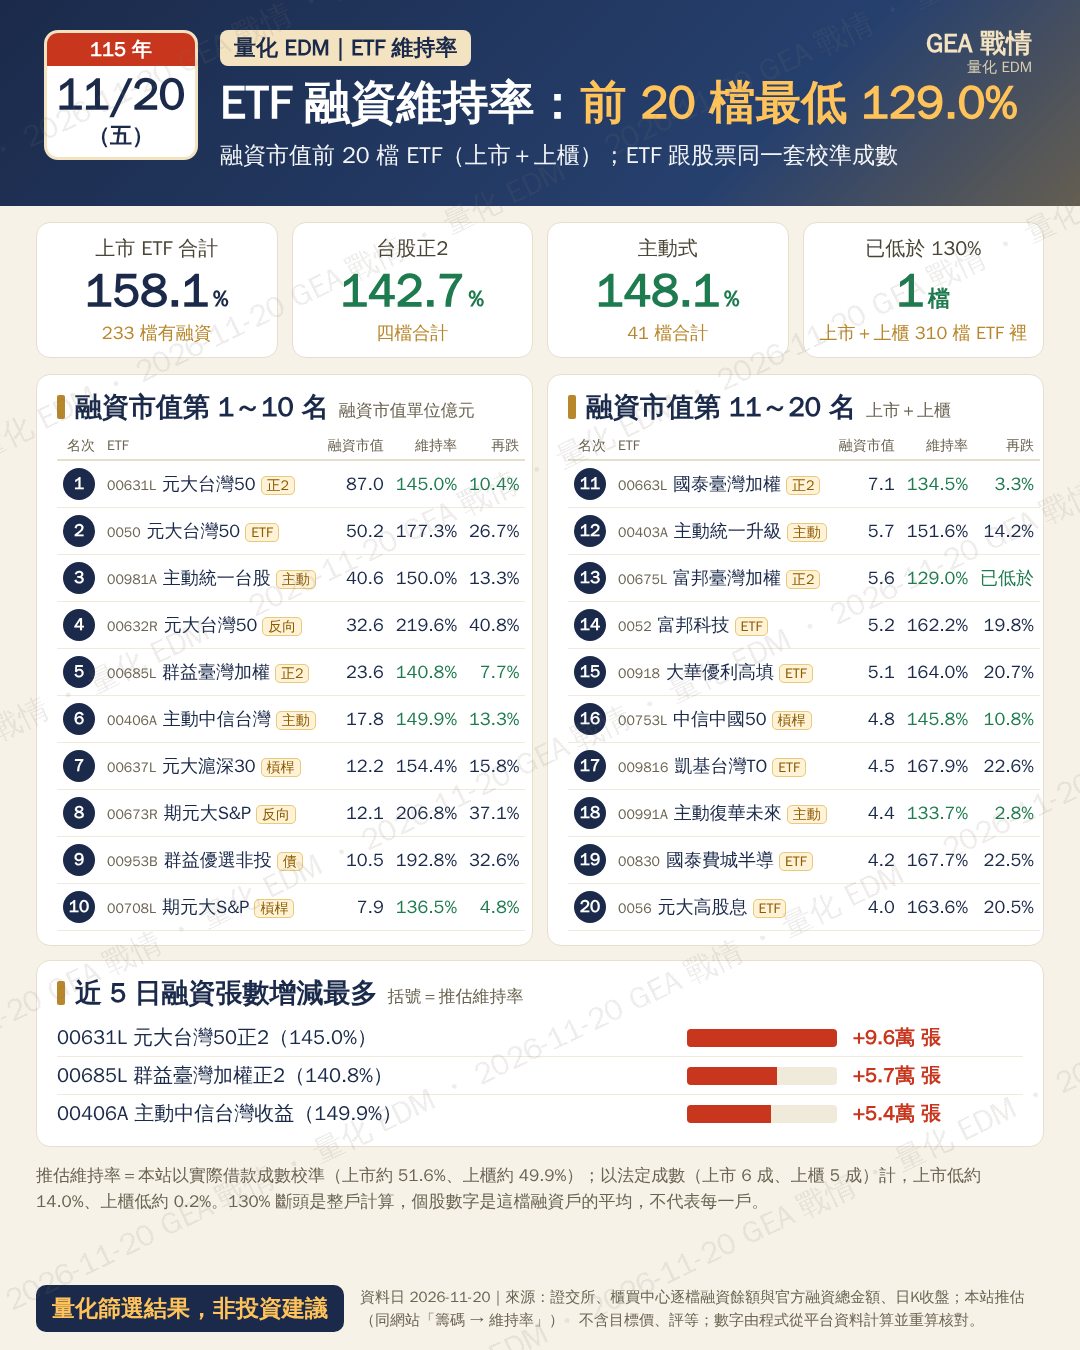 115 年
11/20
（五）
量化 EDM｜ETF 維持率
GEA 戰情
量化 EDM
ETF 融資維持率：前 20 檔最低 129.0%
融資市值前 20 檔 ETF（上市＋上櫃）；ETF 跟股票同一套校準成數
上市 ETF 合計
158.1%
233 檔有融資
台股正2
142.7%
四檔合計
主動式
148.1%
41 檔合計
已低於 130%
1檔
上市＋上櫃 310 檔 ETF 裡
融資市值第 1～10 名 融資市值單位億元
名次 ETF 融資市值 維持率 再跌
1 00631L 元大台灣50 正2 87.0 145.0% 10.4%
2 0050 元大台灣50 ETF 50.2 177.3% 26.7%
3 00981A 主動統一台股 主動 40.6 150.0% 13.3%
4 00632R 元大台灣50 反向 32.6 219.6% 40.8%
5 00685L 群益臺灣加權 正2 23.6 140.8% 7.7%
6 00406A 主動中信台灣 主動 17.8 149.9% 13.3%
7 00637L 元大滬深30 槓桿 12.2 154.4% 15.8%
8 00673R 期元大S&P 反向 12.1 206.8% 37.1%
9 00953B 群益優選非投 債 10.5 192.8% 32.6%
10 00708L 期元大S&P 槓桿 7.9 136.5% 4.8%
融資市值第 11～20 名 上市＋上櫃
名次 ETF 融資市值 維持率 再跌
11 00663L 國泰臺灣加權 正2 7.1 134.5% 3.3%
12 00403A 主動統一升級 主動 5.7 151.6% 14.2%
13 00675L 富邦臺灣加權 正2 5.6 129.0% 已低於
14 0052 富邦科技 ETF 5.2 162.2% 19.8%
15 00918 大華優利高填 ETF 5.1 164.0% 20.7%
16 00753L 中信中國50 槓桿 4.8 145.8% 10.8%
17 009816 凱基台灣TO ETF 4.5 167.9% 22.6%
18 00991A 主動復華未來 主動 4.4 133.7% 2.8%
19 00830 國泰費城半導 ETF 4.2 167.7% 22.5%
20 0056 元大高股息 ETF 4.0 163.6% 20.5%
近 5 日融資張數增減最多 括號＝推估維持率
00631L 元大台灣50正2（145.0%） +9.6萬 張
00685L 群益臺灣加權正2（140.8%） +5.7萬 張
00406A 主動中信台灣收益（149.9%） +5.4萬 張
推估維持率＝本站以實際借款成數校準（上市約 51.6%、上櫃約 49.9%）；以法定成數（上市 6 成、上櫃 5 成）計，上市低約
14.0%、上櫃低約 0.2%。130% 斷頭是整戶計算，個股數字是這檔融資戶的平均，不代表每一戶。
量化篩選結果，非投資建議
資料日 2026-11-20｜來源：證交所、櫃買中心逐檔融資餘額與官方融資總金額、日K收盤；本站推估
（同網站「籌碼 → 維持率」） 不含目標價、評等；數字由程式從平台資料計算並重算核對。